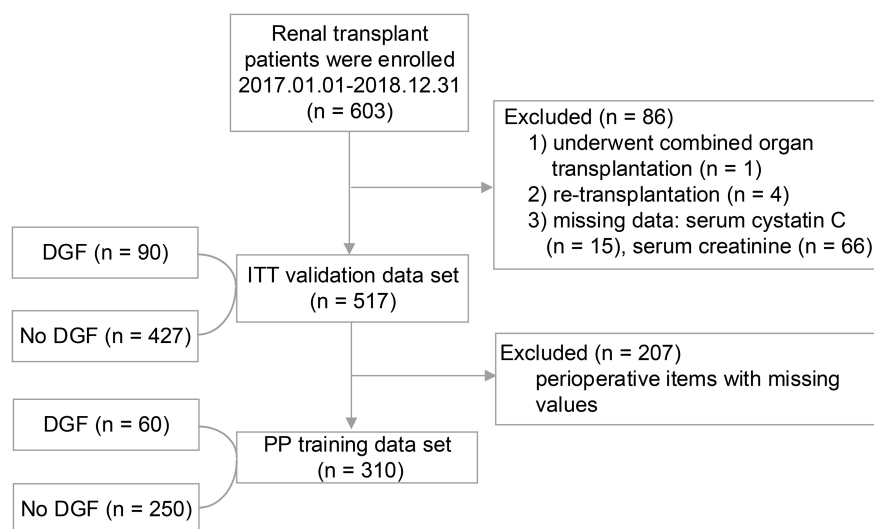 Renal transplant
patients were enrolled
2017.01.01-2018.12.31
(n = 603)
Excluded (n = 86)
1) underwent combined organ
transplantation (n = 1)
2) re-transplantation (n = 4)
3) missing data: serum cystatin C
(n = 15), serum creatinine (n = 66)
DGF (n = 90)
ITT validation data set
(n = 517)
No DGF (n = 427)
Excluded (n = 207)
perioperative items with missing
values
DGF (n = 60)
PP training data set
(n = 310)
No DGF (n = 250)